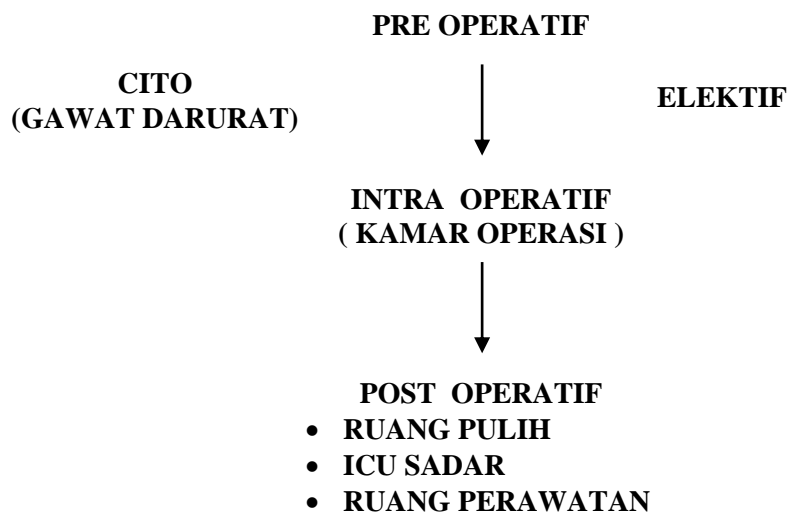 PRE OPERATIF
CITO
(GAWAT DARURAT)
ELEKTIF
INTRA OPERATIF
( KAMAR OPERASI )
POST OPERATIF
• RUANG PULIH
• ICU SADAR
• RUANG PERAWATAN